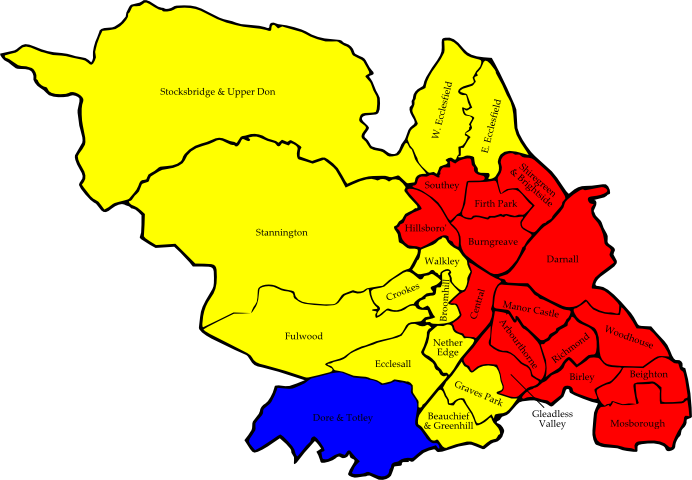 Stocksbridge & Upper Don
W. Ecclesfield
E. Ecclesfield
Shiregreen
& Brightside
Southey
Firth Park
Hillsboro
Burngreave
Stannington
Walkley
Darnall
Crookes
Broomhill
Central
Manor Castle
Fulwood
Nether
Edge
Arbourthorne
Richmond
Woodhouse
Ecclesall
Birley
Beighton
Graves Park
Gleadless
Valley
Dore & Totley
Beauchief
& Greenhill
Mosborough